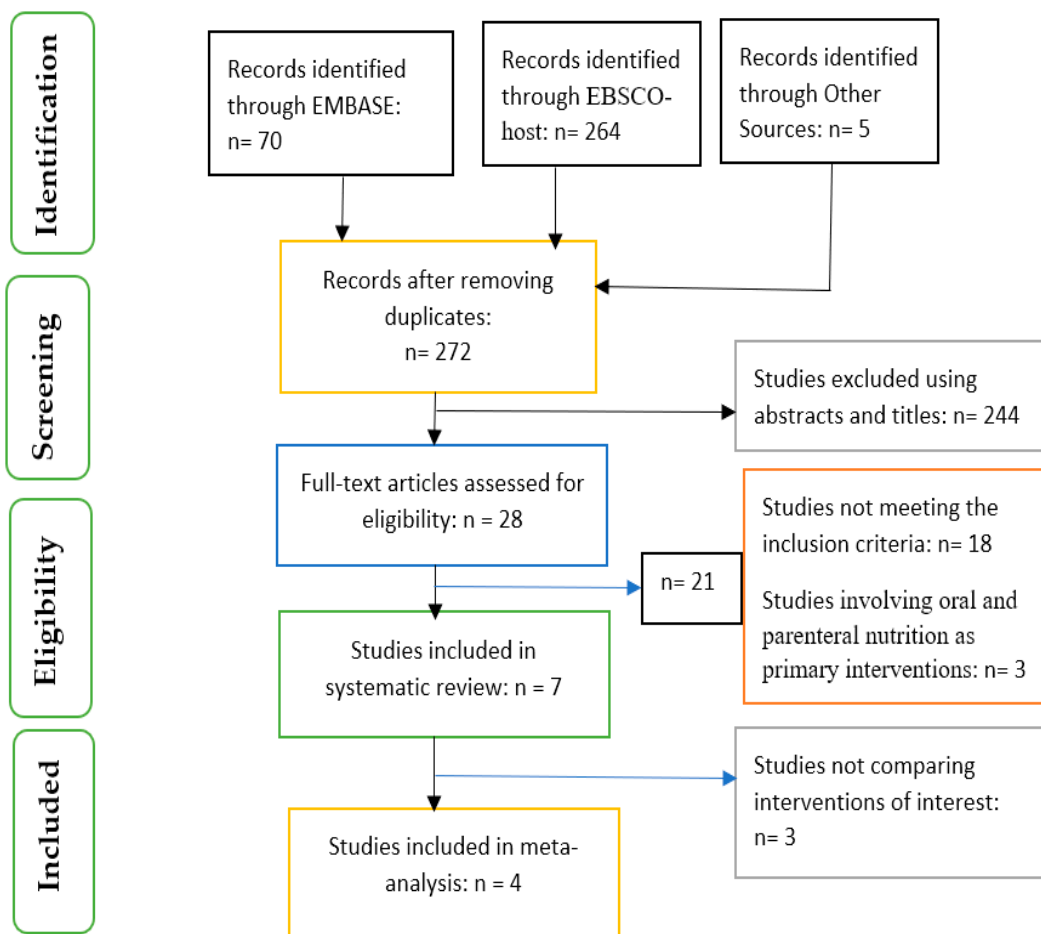 Identification
Records identified
through EMBASE:
n= 70
Records identified
through EBSCO-
host: n= 264
Records identified
through Other
Sources: n= 5
Screening
Records after removing
duplicates:
n= 272
Studies excluded using
abstracts and titles: n= 244
Eligibility
Full-text articles assessed for
eligibility: n = 28
n= 21
Studies not meeting the
inclusion criteria: n= 18
Studies involving oral and
parenteral nutrition as
primary interventions: n= 3
Studies included in
systematic review: n = 7
Included
Studies not comparing
interventions of interest:
n= 3
Studies included in meta-
analysis: n = 4